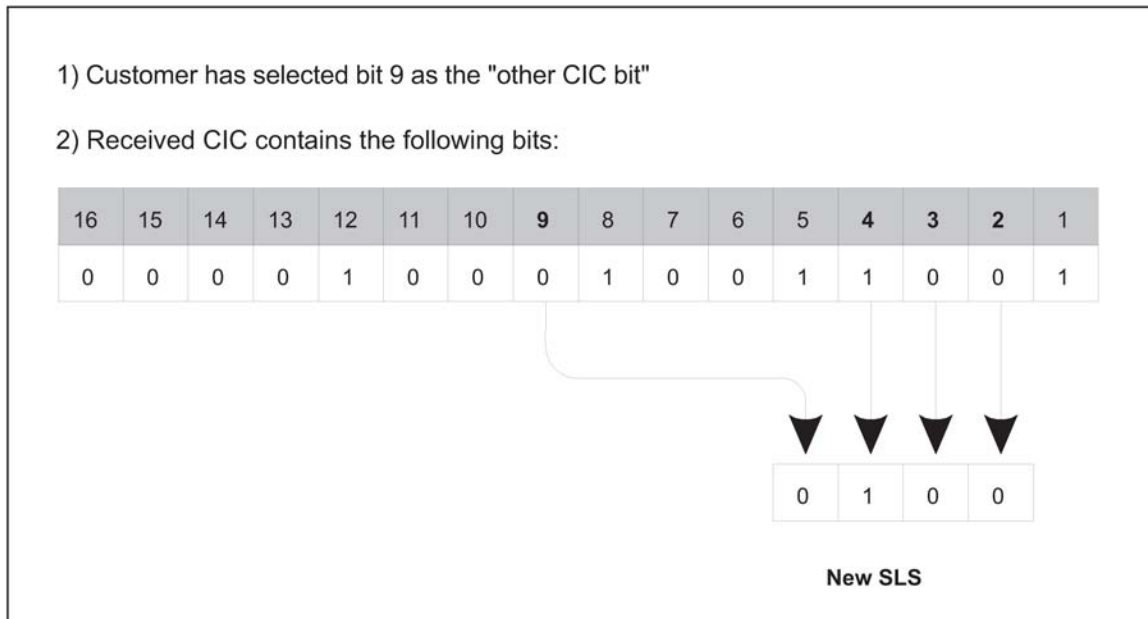 1) Customer has selected bit 9 as the "other CIC bit"
2) Received CIC contains the following bits:
16 15 14 13 12 11 10 9 8 7 6 5 4 3 2 1
0 0 0 0 1 0 0 0 1 0 0 1 1 0 0 1
0 1 0 0
New SLS